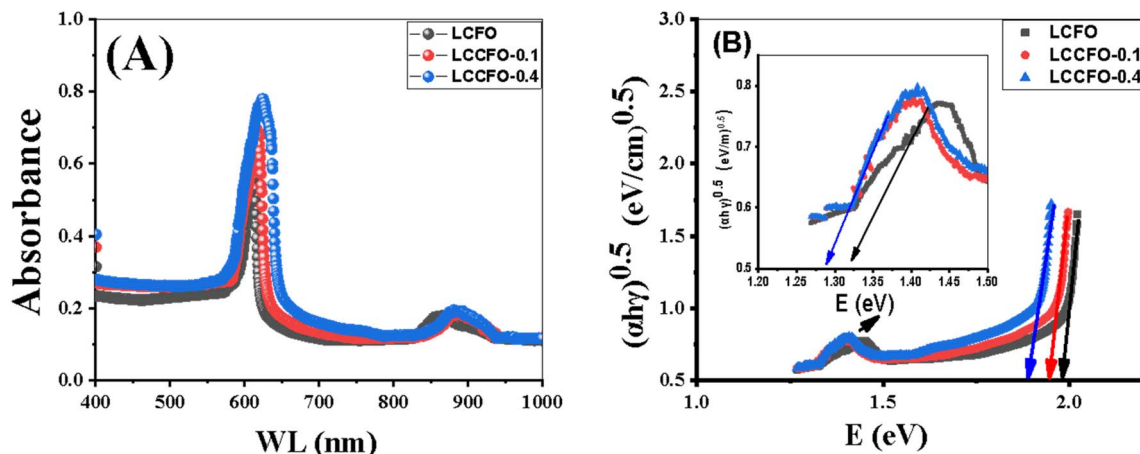 (A)
LCFO
LCCFO-0.1
LCCFO-0.4
1.0
0.8
0.6
0.4
0.2
0.0
Absorbance
400 500 600 700 800 900 1000
WL (nm)
(B)
LCFO
LCCFO-0.1
LCCFO-0.4
3.0
2.5
2.0
1.5
1.0
0.5
(αhγ)^0.5 (eV/cm)^0.5
1.0 1.5 2.0
E (eV)
0.9
0.8
0.7
0.6
0.5
(αhγ)^0.5 (eV/m)^0.5
1.20 1.25 1.30 1.35 1.40 1.45 1.50
E (eV)